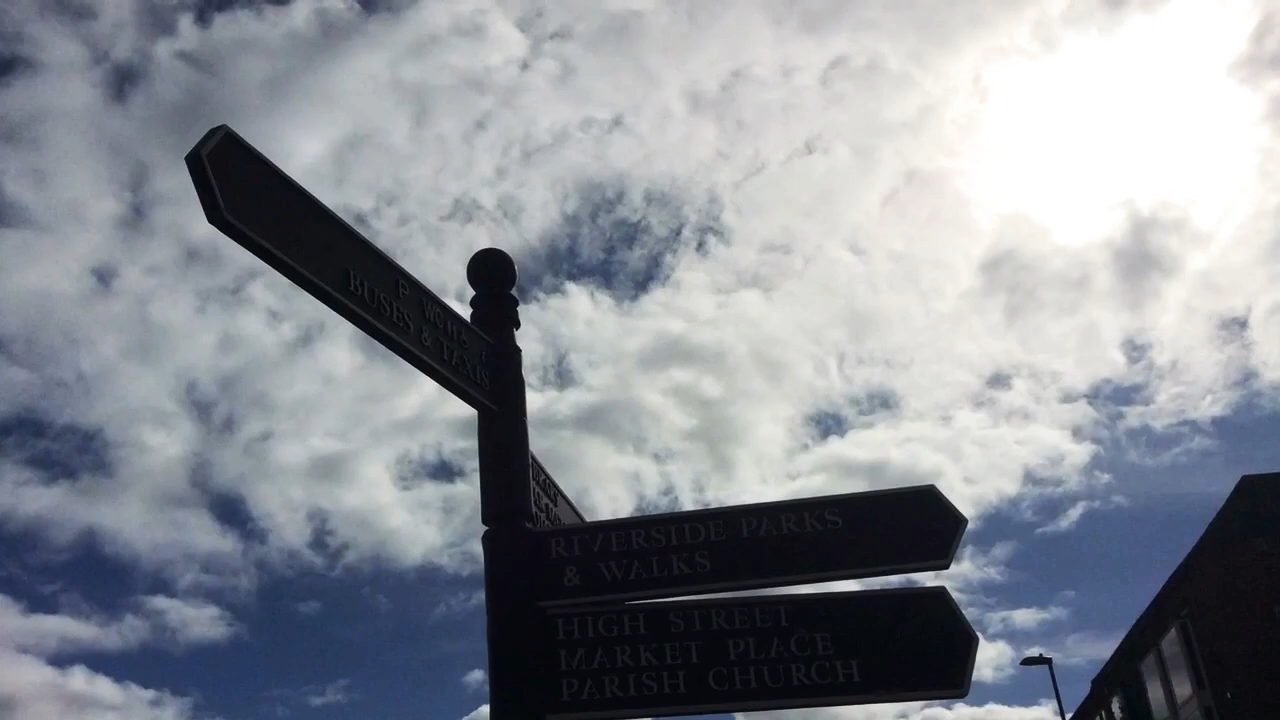 BUSES & TAXIS
RIVERSIDE PARKS
& WALKS
HIGH STREET
MARKET PLACE
PARISH CHURCH